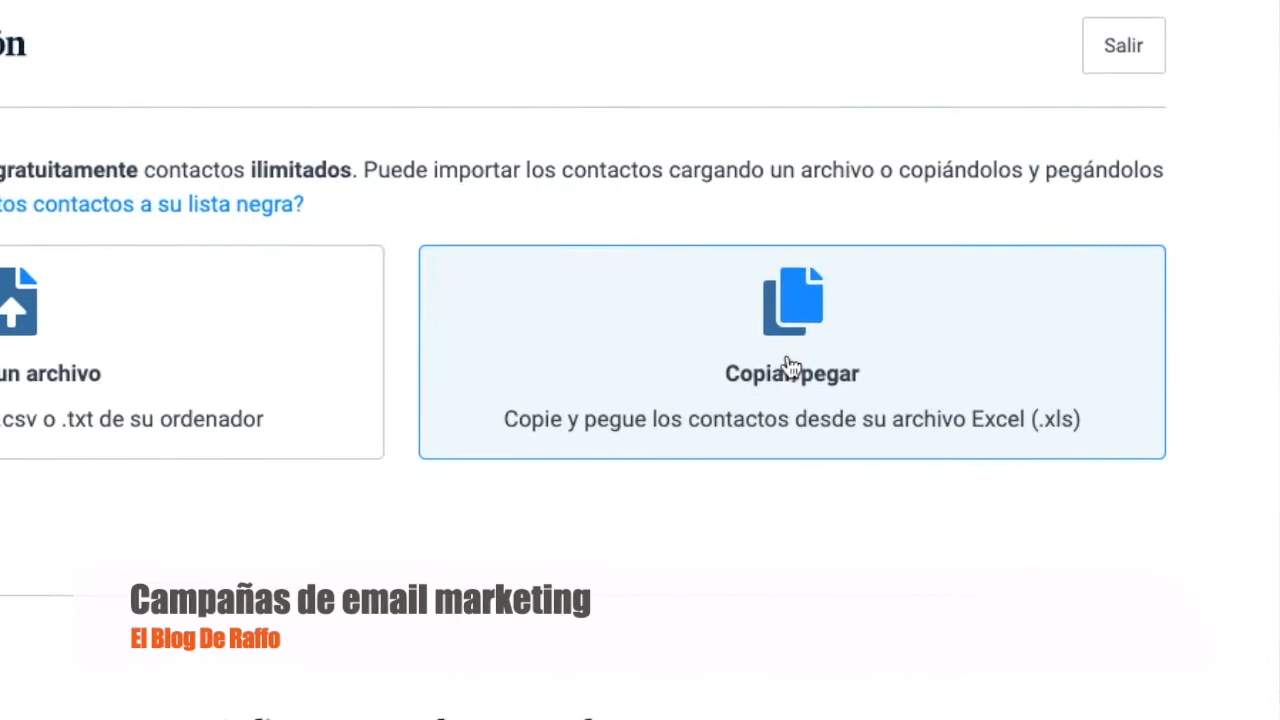 ón
Salir
gratuitamente contactos ilimitados. Puede importar los contactos cargando un archivo o copiándolos y pegándolos
tos contactos a su lista negra?
un archivo
.csv o .txt de su ordenador
Copiar/pegar
Copie y pegue los contactos desde su archivo Excel (.xls)
Campañas de email marketing
El Blog De Raffo